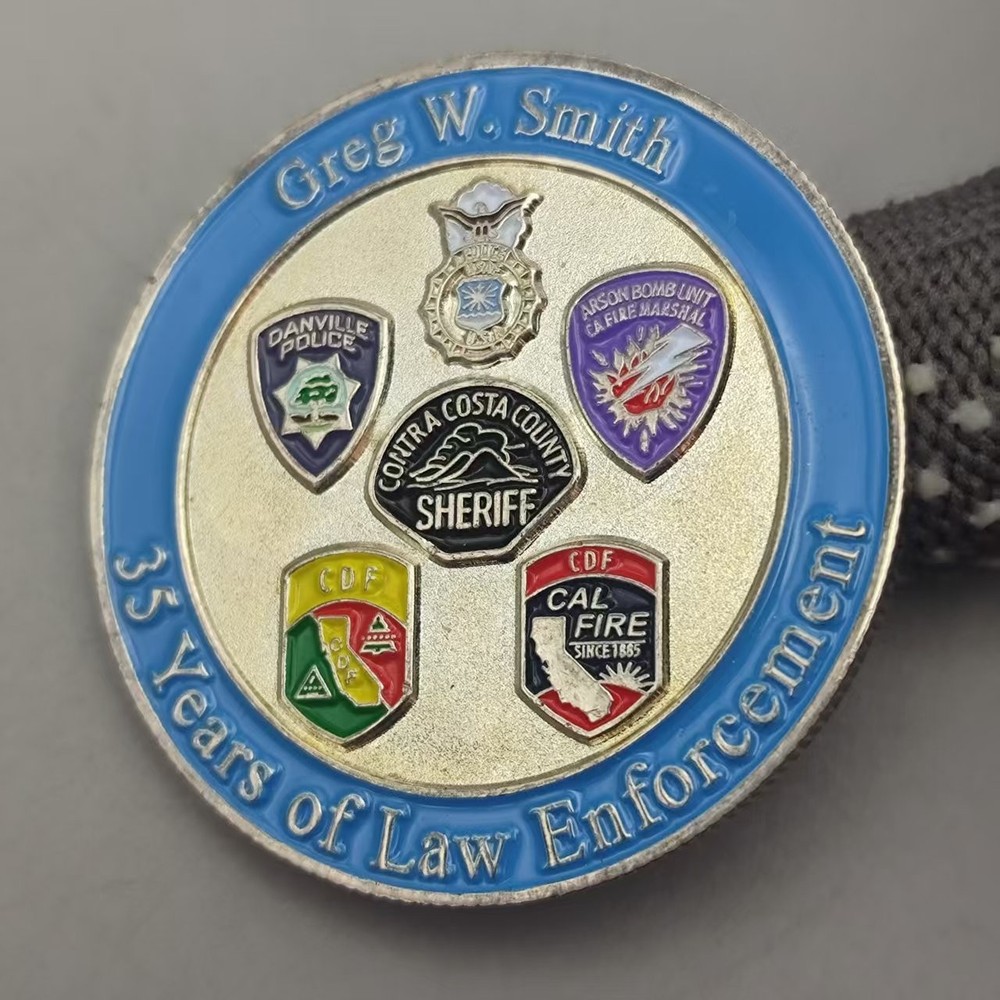 Greg W. Smith
DANVILLE
POLICE
ARSON BOMB UNIT
CA FIRE MARSHAL
CONTRA COSTA COUNTY
SHERIFF
CDF
CDF
CDF
CAL
FIRE
SINCE 1885
35 Years of Law Enforcement